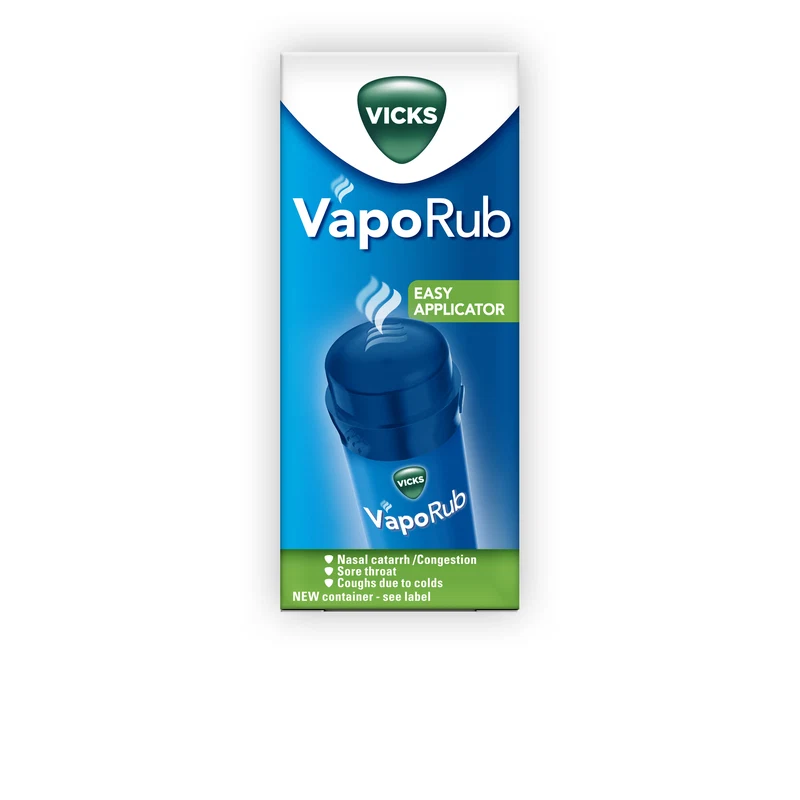 VICKS
VapoRub
EASY
APPLICATOR
VICKS
VapoRub
Nasal catarrh /Congestion
Sore throat
Coughs due to colds
NEW container - see label